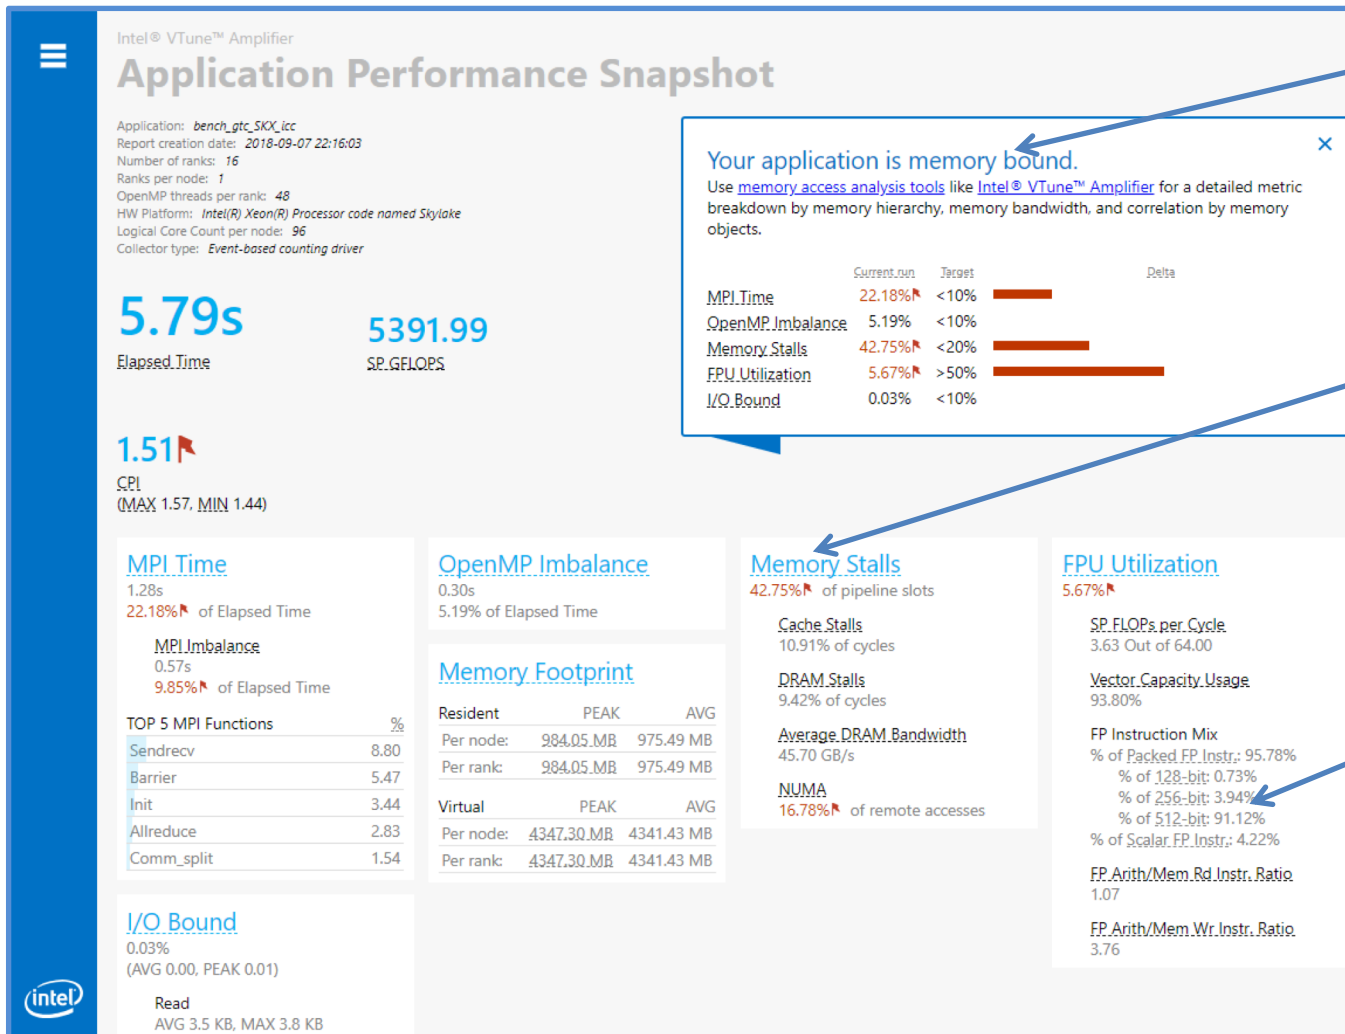 Intel® VTune™ Amplifier
Application Performance Snapshot
Application: bench_gtc_SKX_icc
Report creation date: 2018-09-07 22:16:03
Number of ranks: 16
Ranks per node: 1
OpenMP threads per rank: 48
HW Platform: Intel(R) Xeon(R) Processor code named Skylake
Logical Core Count per node: 96
Collector type: Event-based counting driver
5.79s
Elapsed Time
5391.99
SP GFLOPS
1.51
CPI
(MAX 1.57, MIN 1.44)
Your application is memory bound.
Use memory access analysis tools like Intel® VTune™ Amplifier for a detailed metric
breakdown by memory hierarchy, memory bandwidth, and correlation by memory
objects.
Current run Target Delta
MPI Time 22.18% <10%
OpenMP Imbalance 5.19% <10%
Memory Stalls 42.75% <20%
FPU Utilization 5.67% >50%
I/O Bound 0.03% <10%
MPI Time
1.28s
22.18% of Elapsed Time
MPI Imbalance
0.57s
9.85% of Elapsed Time
TOP 5 MPI Functions %
Sendrecv 8.80
Barrier 5.47
Init 3.44
Allreduce 2.83
Comm_split 1.54
I/O Bound
0.03%
(AVG 0.00, PEAK 0.01)
Read
AVG 3.5 KB, MAX 3.8 KB
OpenMP Imbalance
0.30s
5.19% of Elapsed Time
Memory Footprint
Resident PEAK AVG
Per node: 984.05 MB 975.49 MB
Per rank: 984.05 MB 975.49 MB
Virtual PEAK AVG
Per node: 4347.30 MB 4341.43 MB
Per rank: 4347.30 MB 4341.43 MB
Memory Stalls
42.75% of pipeline slots
Cache Stalls
10.91% of cycles
DRAM Stalls
9.42% of cycles
Average DRAM Bandwidth
45.70 GB/s
NUMA
16.78% of remote accesses
FPU Utilization
5.67%
SP FLOPs per Cycle
3.63 Out of 64.00
Vector Capacity Usage
93.80%
FP Instruction Mix
% of Packed FP Instr.: 95.78%
% of 128-bit: 0.73%
% of 256-bit: 3.94%
% of 512-bit: 91.12%
% of Scalar FP Instr.: 4.22%
FP Arith/Mem Rd Instr. Ratio
1.07
FP Arith/Mem Wr Instr. Ratio
3.76
intel